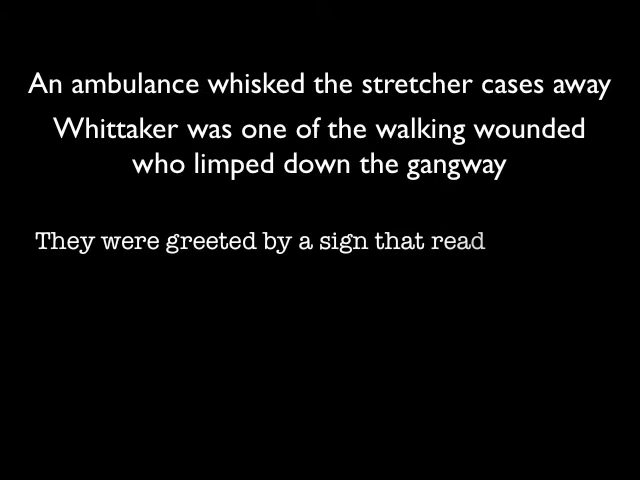 An ambulance whisked the stretcher cases away
Whittaker was one of the walking wounded
who limped down the gangway
They were greeted by a sign that read